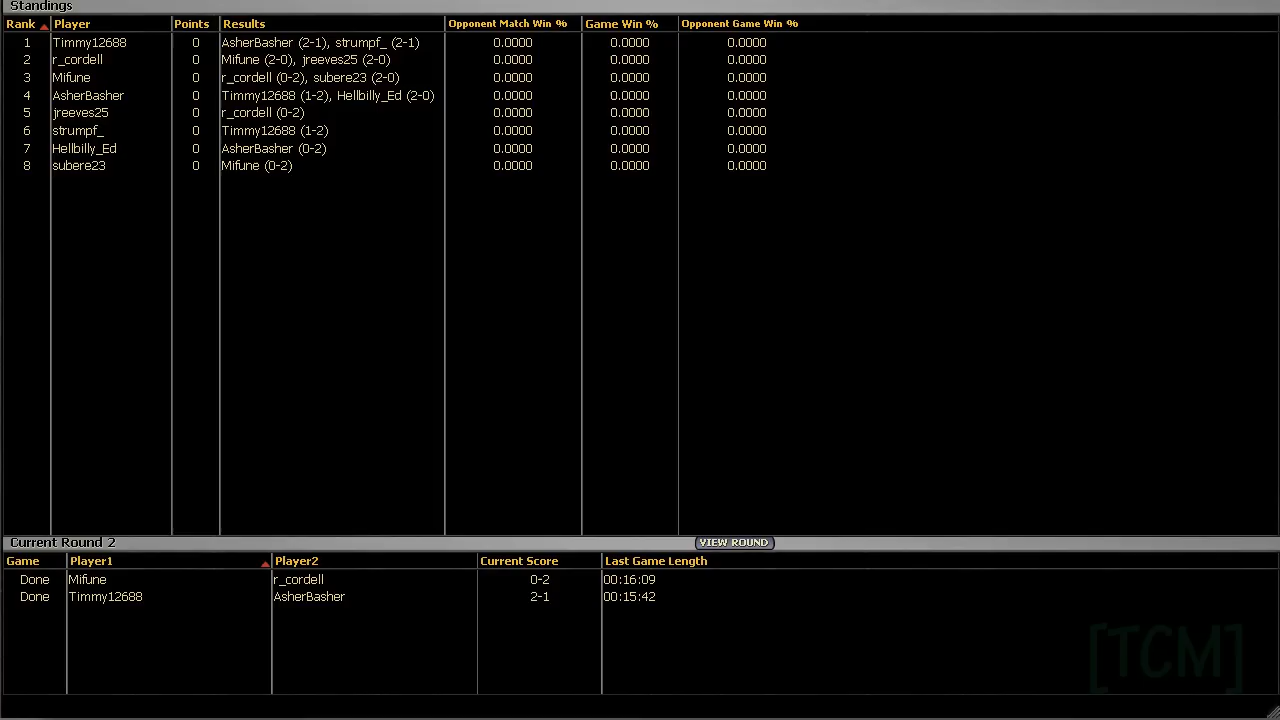 Standings
Rank Player Points Results Opponent Match Win % Game Win % Opponent Game Win %
1 Timmy12688 0 AsherBasher (2-1), strumpf_ (2-1) 0.0000 0.0000 0.0000
2 r_cordell 0 Mifune (2-0), jreeves25 (2-0) 0.0000 0.0000 0.0000
3 Mifune 0 r_cordell (0-2), subere23 (2-0) 0.0000 0.0000 0.0000
4 AsherBasher 0 Timmy12688 (1-2), Hellbilly_Ed (2-0) 0.0000 0.0000 0.0000
5 jreeves25 0 r_cordell (0-2) 0.0000 0.0000 0.0000
6 strumpf_ 0 Timmy12688 (1-2) 0.0000 0.0000 0.0000
7 Hellbilly_Ed 0 AsherBasher (0-2) 0.0000 0.0000 0.0000
8 subere23 0 Mifune (0-2) 0.0000 0.0000 0.0000
Current Round 2 VIEW ROUND
Game Player1 Player2 Current Score Last Game Length
Done Mifune r_cordell 0-2 00:16:09
Done Timmy12688 AsherBasher 2-1 00:15:42
[TCM]